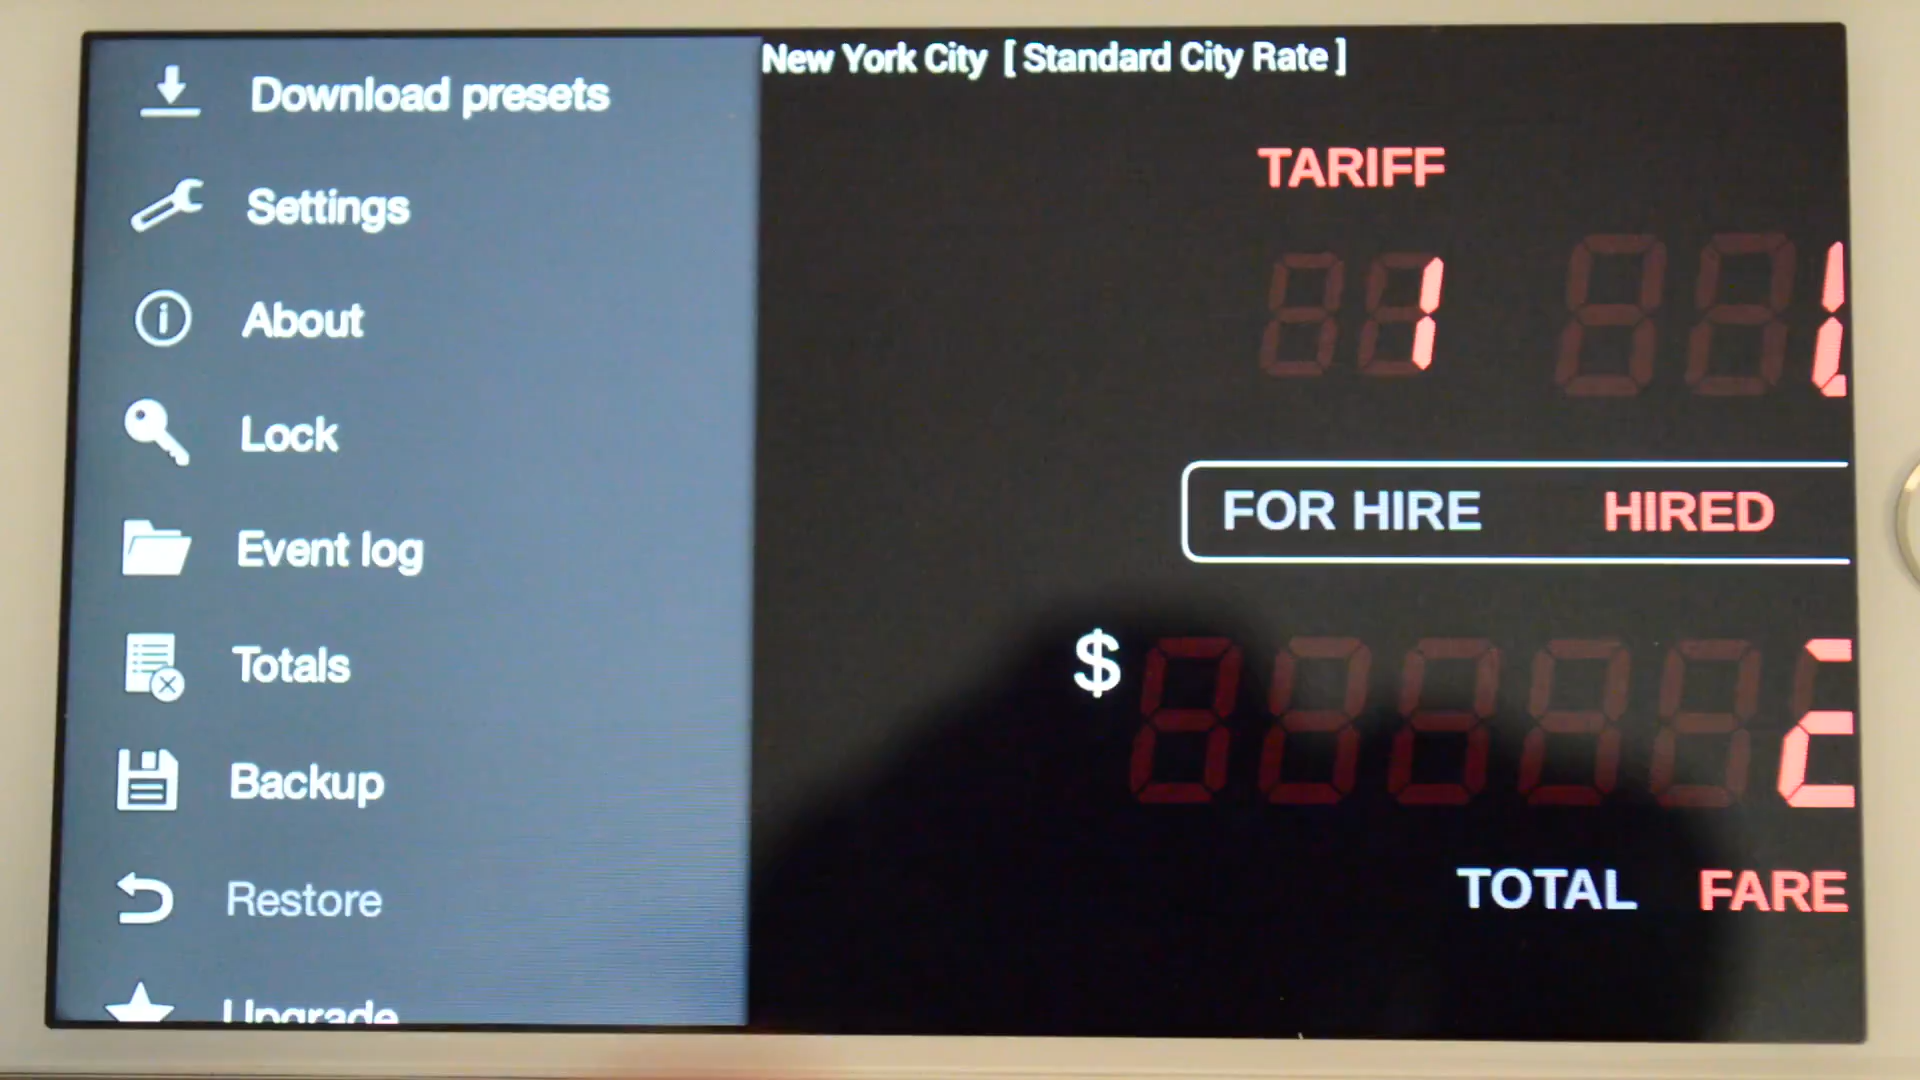 Download presets
Settings
About
Lock
Event log
Totals
Backup
Restore
Upgrade
New York City [ Standard City Rate ]
TARIFF
1
FOR HIRE HIRED
$
TOTAL FARE